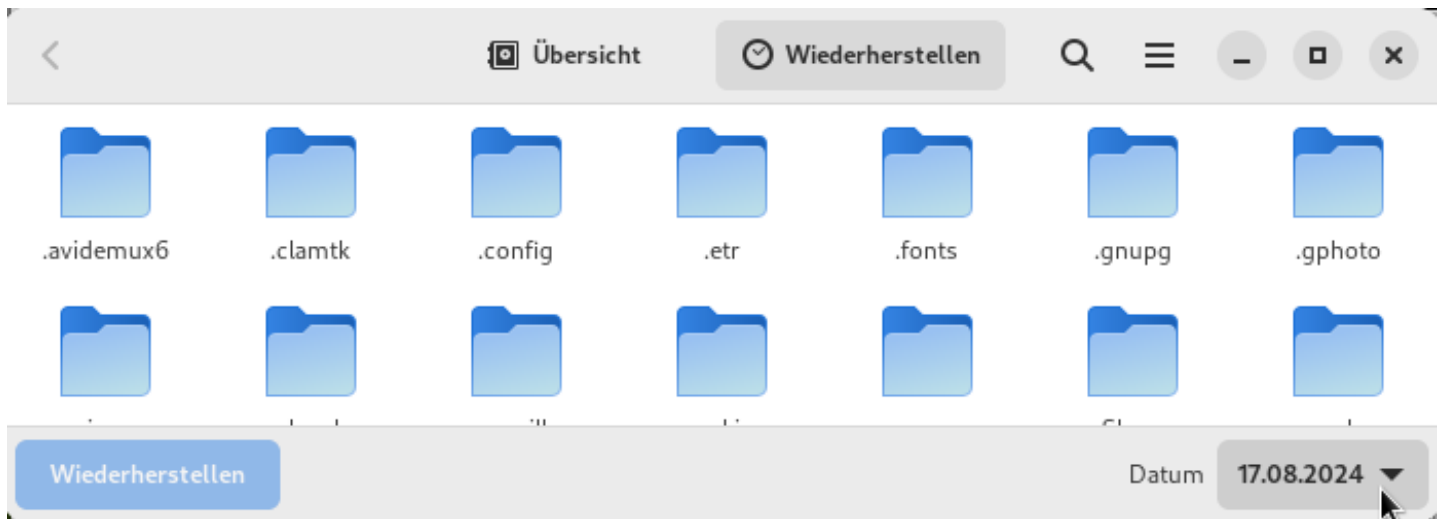 Übersicht
Wiederherstellen
.avidemux6
.clamtk
.config
.etr
.fonts
.gnupg
.gphoto
Wiederherstellen
Datum
17.08.2024